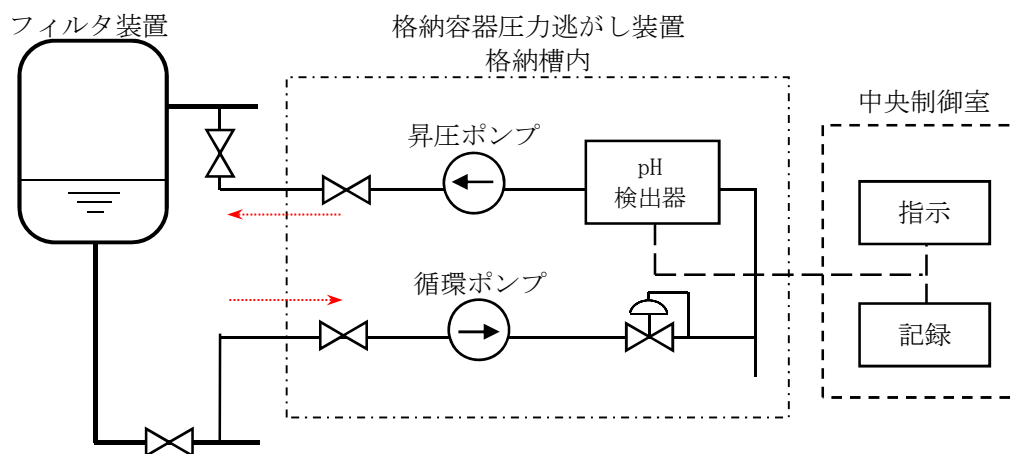 フィルタ装置
格納容器圧力逃がし装置
格納槽内
中央制御室
昇圧ポンプ
pH
検出器
指示
循環ポンプ
記録